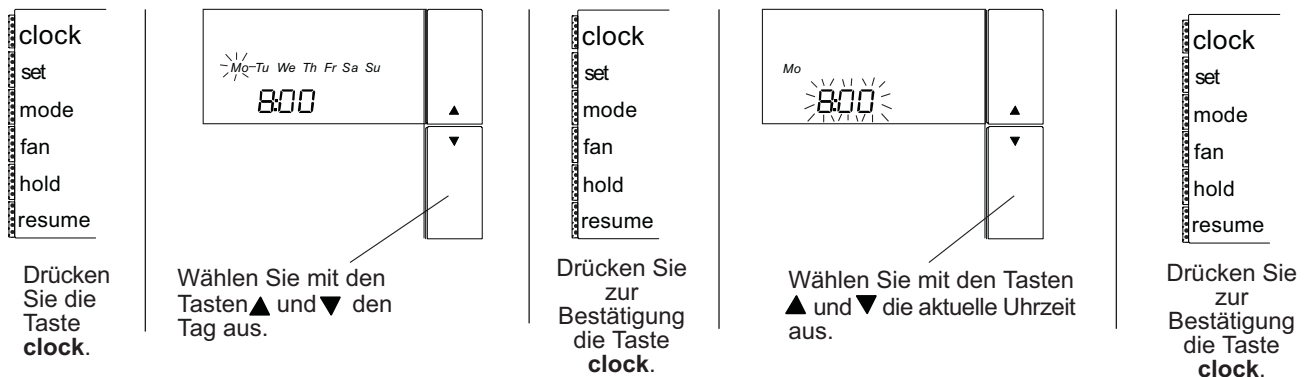 clock
set
mode
fan
hold
resume
Drücken
Sie die
Taste
clock.
Mo Tu We Th Fr Sa Su
8:00
▲
▼
Wählen Sie mit den
Tasten ▲ und ▼ den
Tag aus.
clock
set
mode
fan
hold
resume
Drücken Sie
zur
Bestätigung
die Taste
clock.
Mo
8:00
▲
▼
Wählen Sie mit den Tasten
▲ und ▼ die aktuelle Uhrzeit
aus.
clock
set
mode
fan
hold
resume
Drücken Sie
zur
Bestätigung
die Taste
clock.